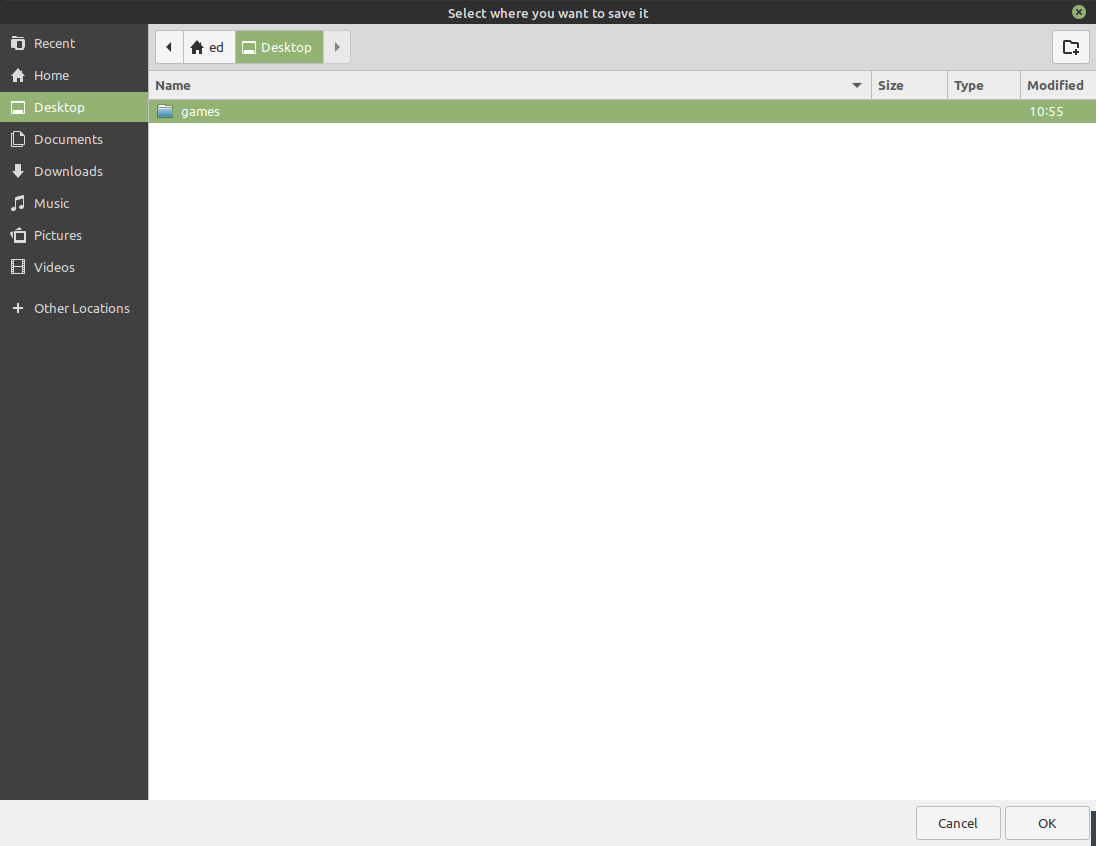 Select where you want to save it
Recent
Home
Desktop
Documents
Downloads
Music
Pictures
Videos
Other Locations
ed Desktop
Name Size Type Modified
games 10:55
Cancel OK